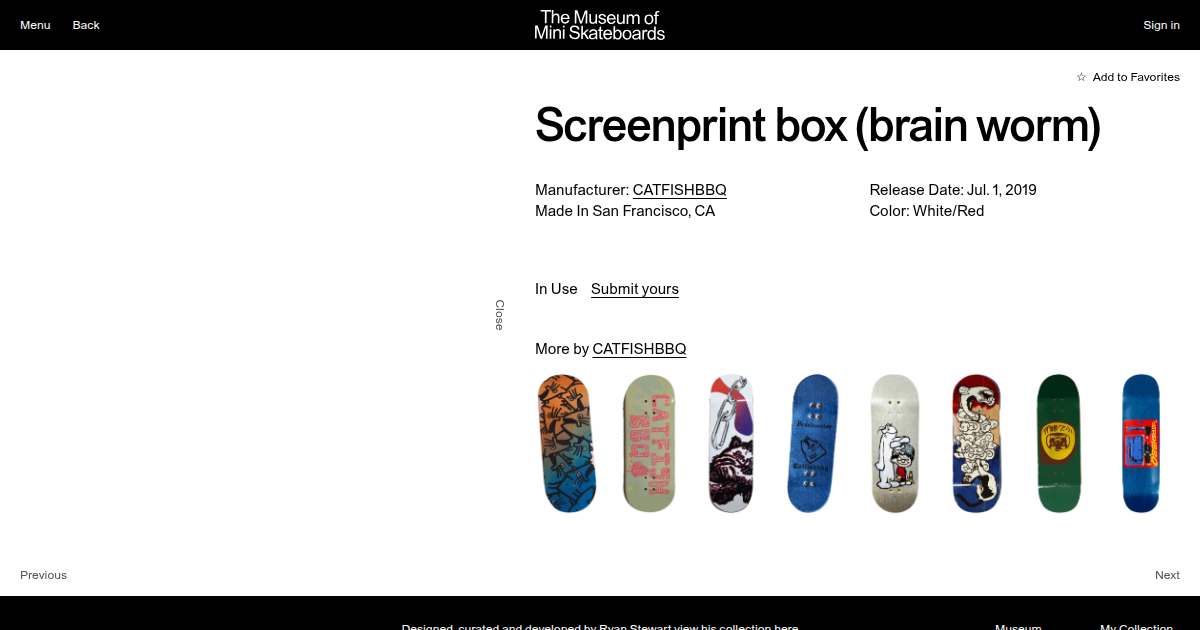 Menu
Back
The Museum of
Mini Skateboards
Sign in
☆ Add to Favorites
Screenprint box (brain worm)
Manufacturer: CATFISHBBQ
Made In San Francisco, CA
Release Date: Jul. 1, 2019
Color: White/Red
In Use
Submit yours
Close
More by CATFISHBBQ
CATFISH
BBQ
Previous
Next
Designed, curated and developed by Ryan Stewart view his collection here
Museum
My Collection